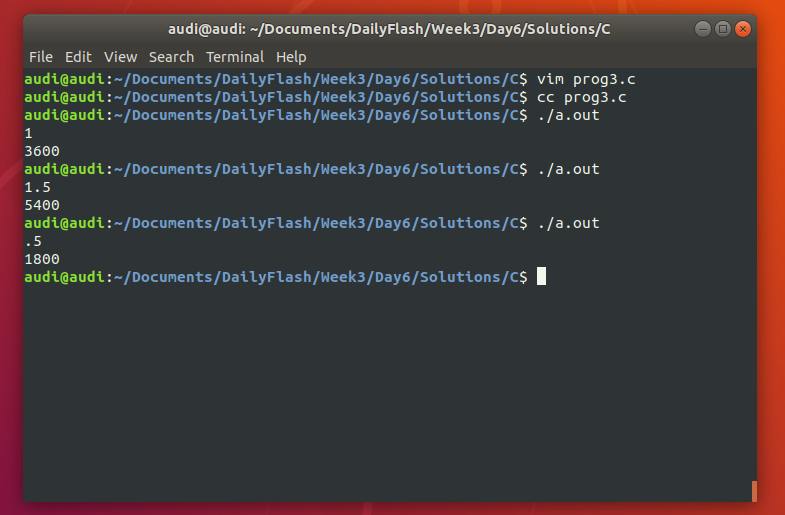 audi@audi: ~/Documents/DailyFlash/Week3/Day6/Solutions/C
File Edit View Search Terminal Help
audi@audi:~/Documents/DailyFlash/Week3/Day6/Solutions/C$ vim prog3.c
audi@audi:~/Documents/DailyFlash/Week3/Day6/Solutions/C$ cc prog3.c
audi@audi:~/Documents/DailyFlash/Week3/Day6/Solutions/C$ ./a.out
1
3600
audi@audi:~/Documents/DailyFlash/Week3/Day6/Solutions/C$ ./a.out
1.5
5400
audi@audi:~/Documents/DailyFlash/Week3/Day6/Solutions/C$ ./a.out
.5
1800
audi@audi:~/Documents/DailyFlash/Week3/Day6/Solutions/C$